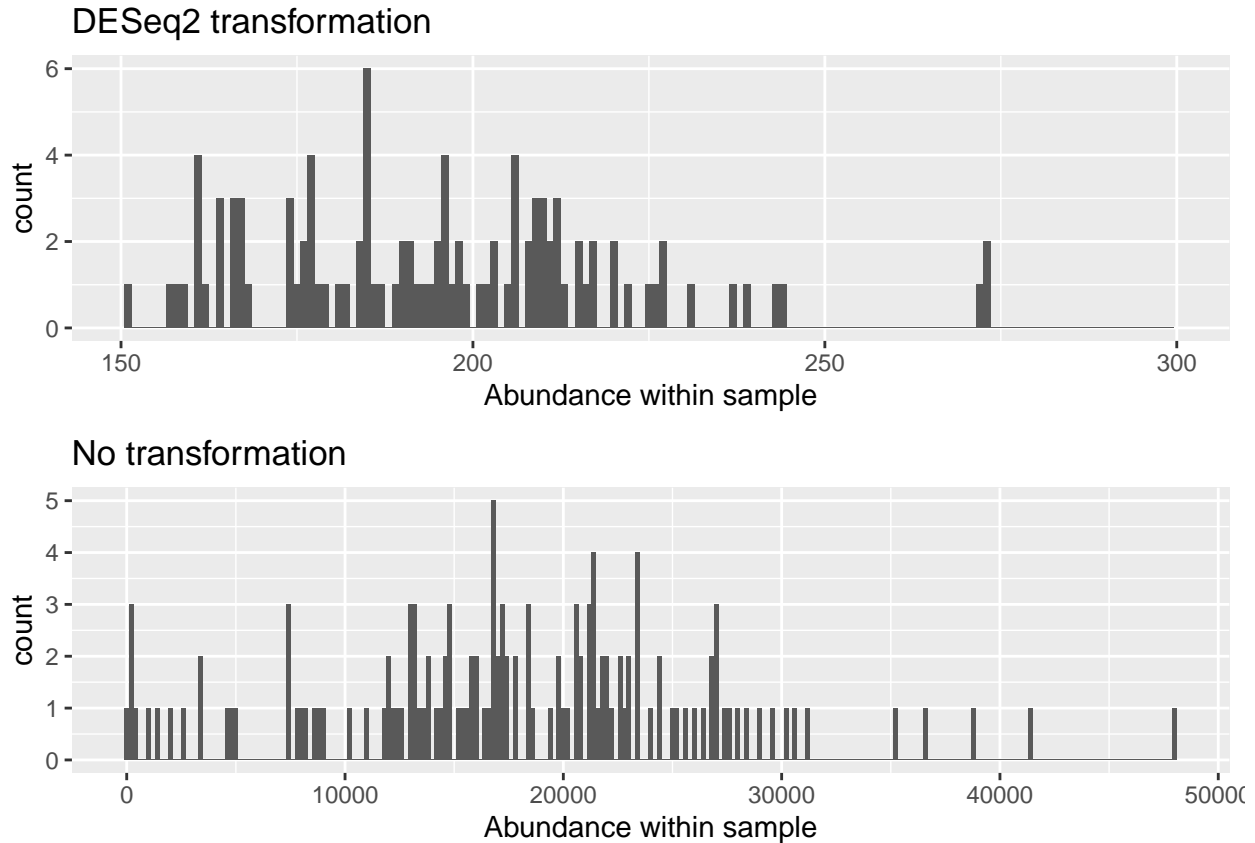 DESeq2 transformation
6
4
2
0
count
150 200 250 300
Abundance within sample
No transformation
5
4
3
2
1
0
count
0 10000 20000 30000 40000 50000
Abundance within sample